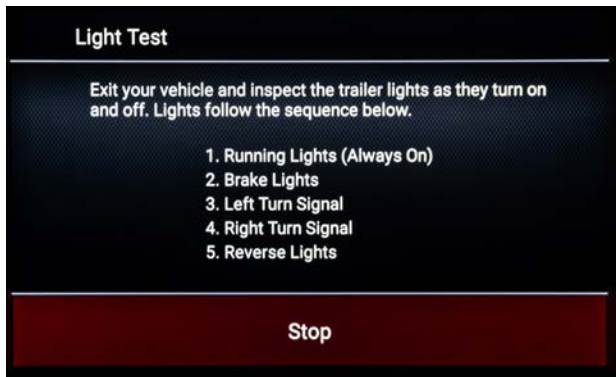 Light Test
Exit your vehicle and inspect the trailer lights as they turn on
and off. Lights follow the sequence below.
1. Running Lights (Always On)
2. Brake Lights
3. Left Turn Signal
4. Right Turn Signal
5. Reverse Lights
Stop